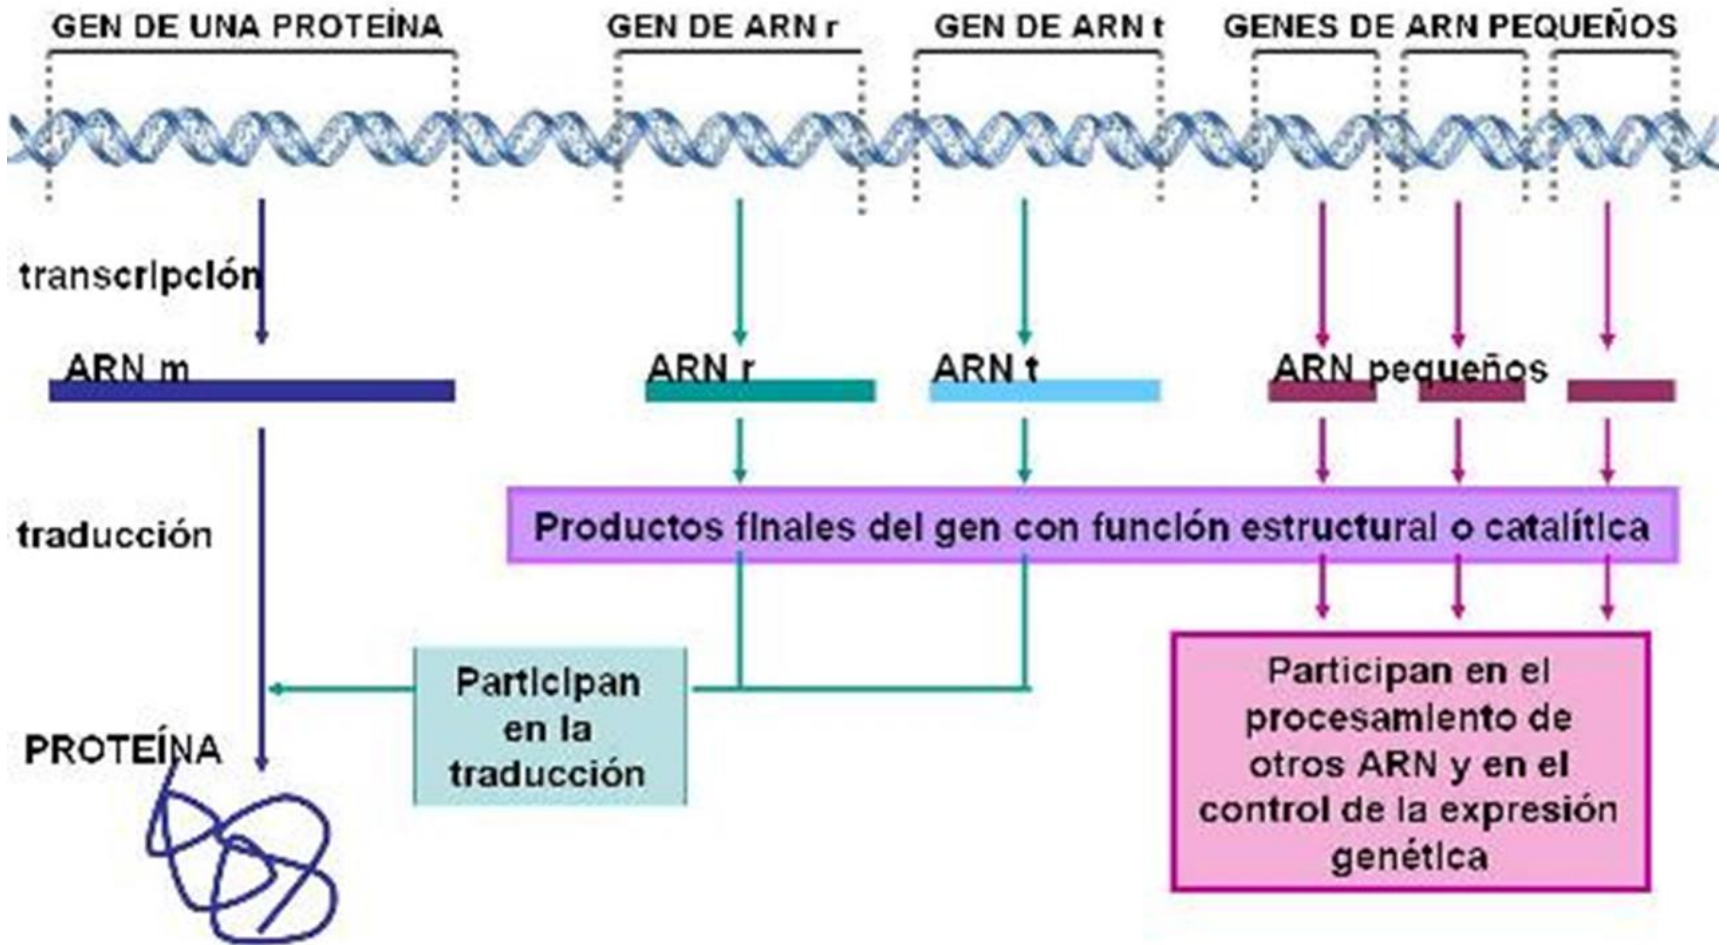 GEN DE UNA PROTEÍNA
GEN DE ARN r
GEN DE ARN t
GENES DE ARN PEQUEÑOS
transcripción
ARN m
ARN r
ARN t
ARN pequeños
traducción
Productos finales del gen con función estructural o catalítica
Participan
en la
traducción
PROTEÍNA
Participan en el
procesamiento de
otros ARN y en el
control de la expresión
genética